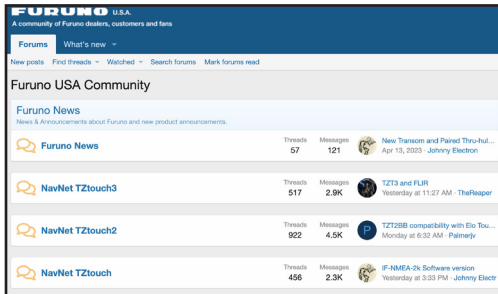 FURUNO U.S.A.
A community of Furuno dealers, customers and fans
Forums What's new
New posts Find threads Watched Search forums Mark forums read
Furuno USA Community
Furuno News
News & Announcements about Furuno and new product announcements.
Furuno News Threads 57 Messages 121 New Transom and Paired Thru-hul...
Apr 13, 2023 · Johnny Electron
NavNet TZtouch3 Threads 517 Messages 2.9K TZT3 and FLIR
Yesterday at 11:27 AM · TheReaper
NavNet TZtouch2 Threads 922 Messages 4.5K P TZT2BB compatibility with Elo Tou...
Monday at 6:32 AM · Palmerjv
NavNet TZtouch Threads 456 Messages 2.3K IF-NMEA-2k Software version
Yesterday at 3:33 PM · Johnny Electr